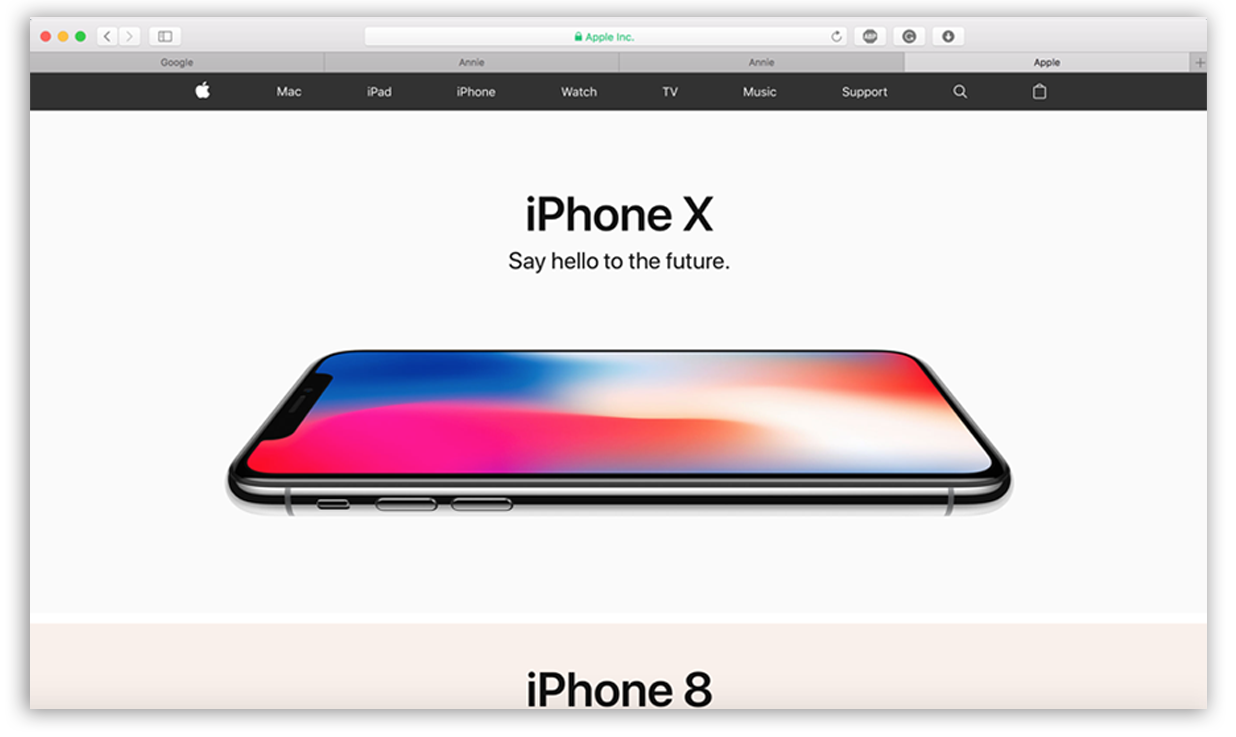 Apple Inc.
ABP
Google Annie Annie Apple
Mac iPad iPhone Watch TV Music Support
iPhone X
Say hello to the future.
iPhone 8